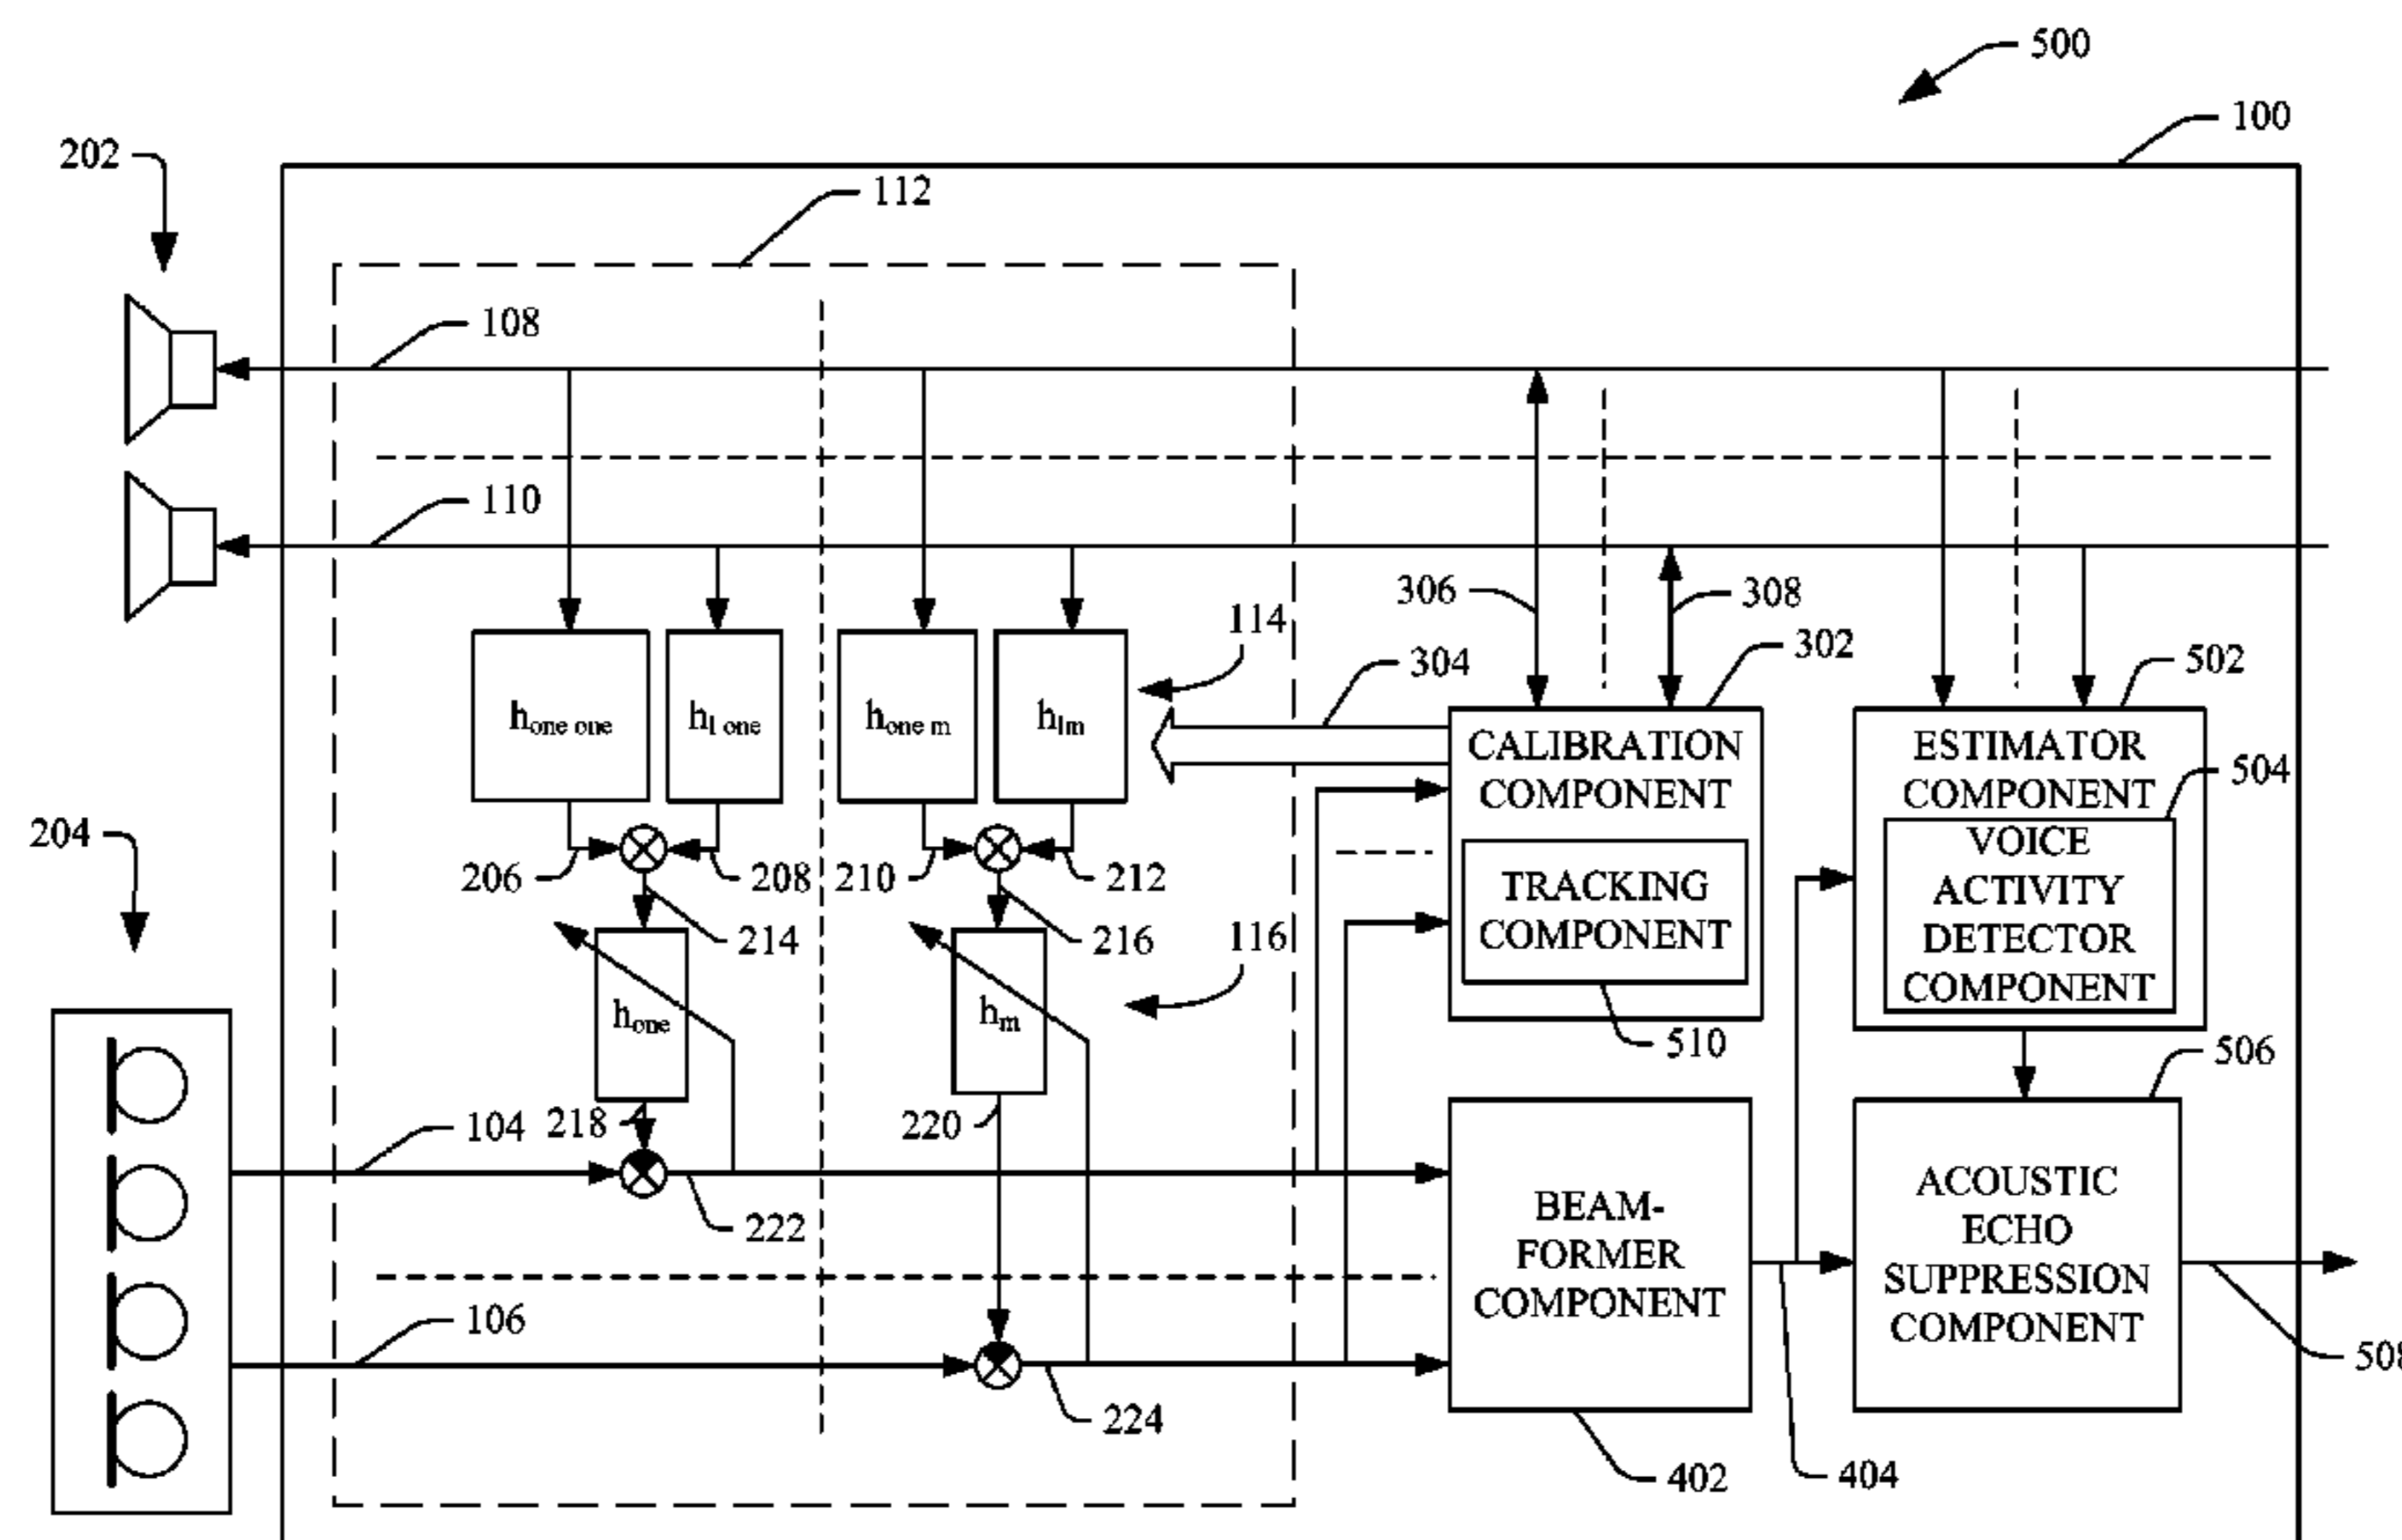 500
100
202
112
108
110
306
308
114
302
304
502
h_one one
h_l one
h_one m
h_lm
CALIBRATION
COMPONENT
ESTIMATOR
COMPONENT
504
204
206
208
210
212
TRACKING
COMPONENT
VOICE
ACTIVITY
DETECTOR
COMPONENT
214
216
116
h_one
h_m
510
506
104
218
220
222
BEAM-
FORMER
COMPONENT
ACOUSTIC
ECHO
SUPPRESSION
COMPONENT
106
224
508
402
404